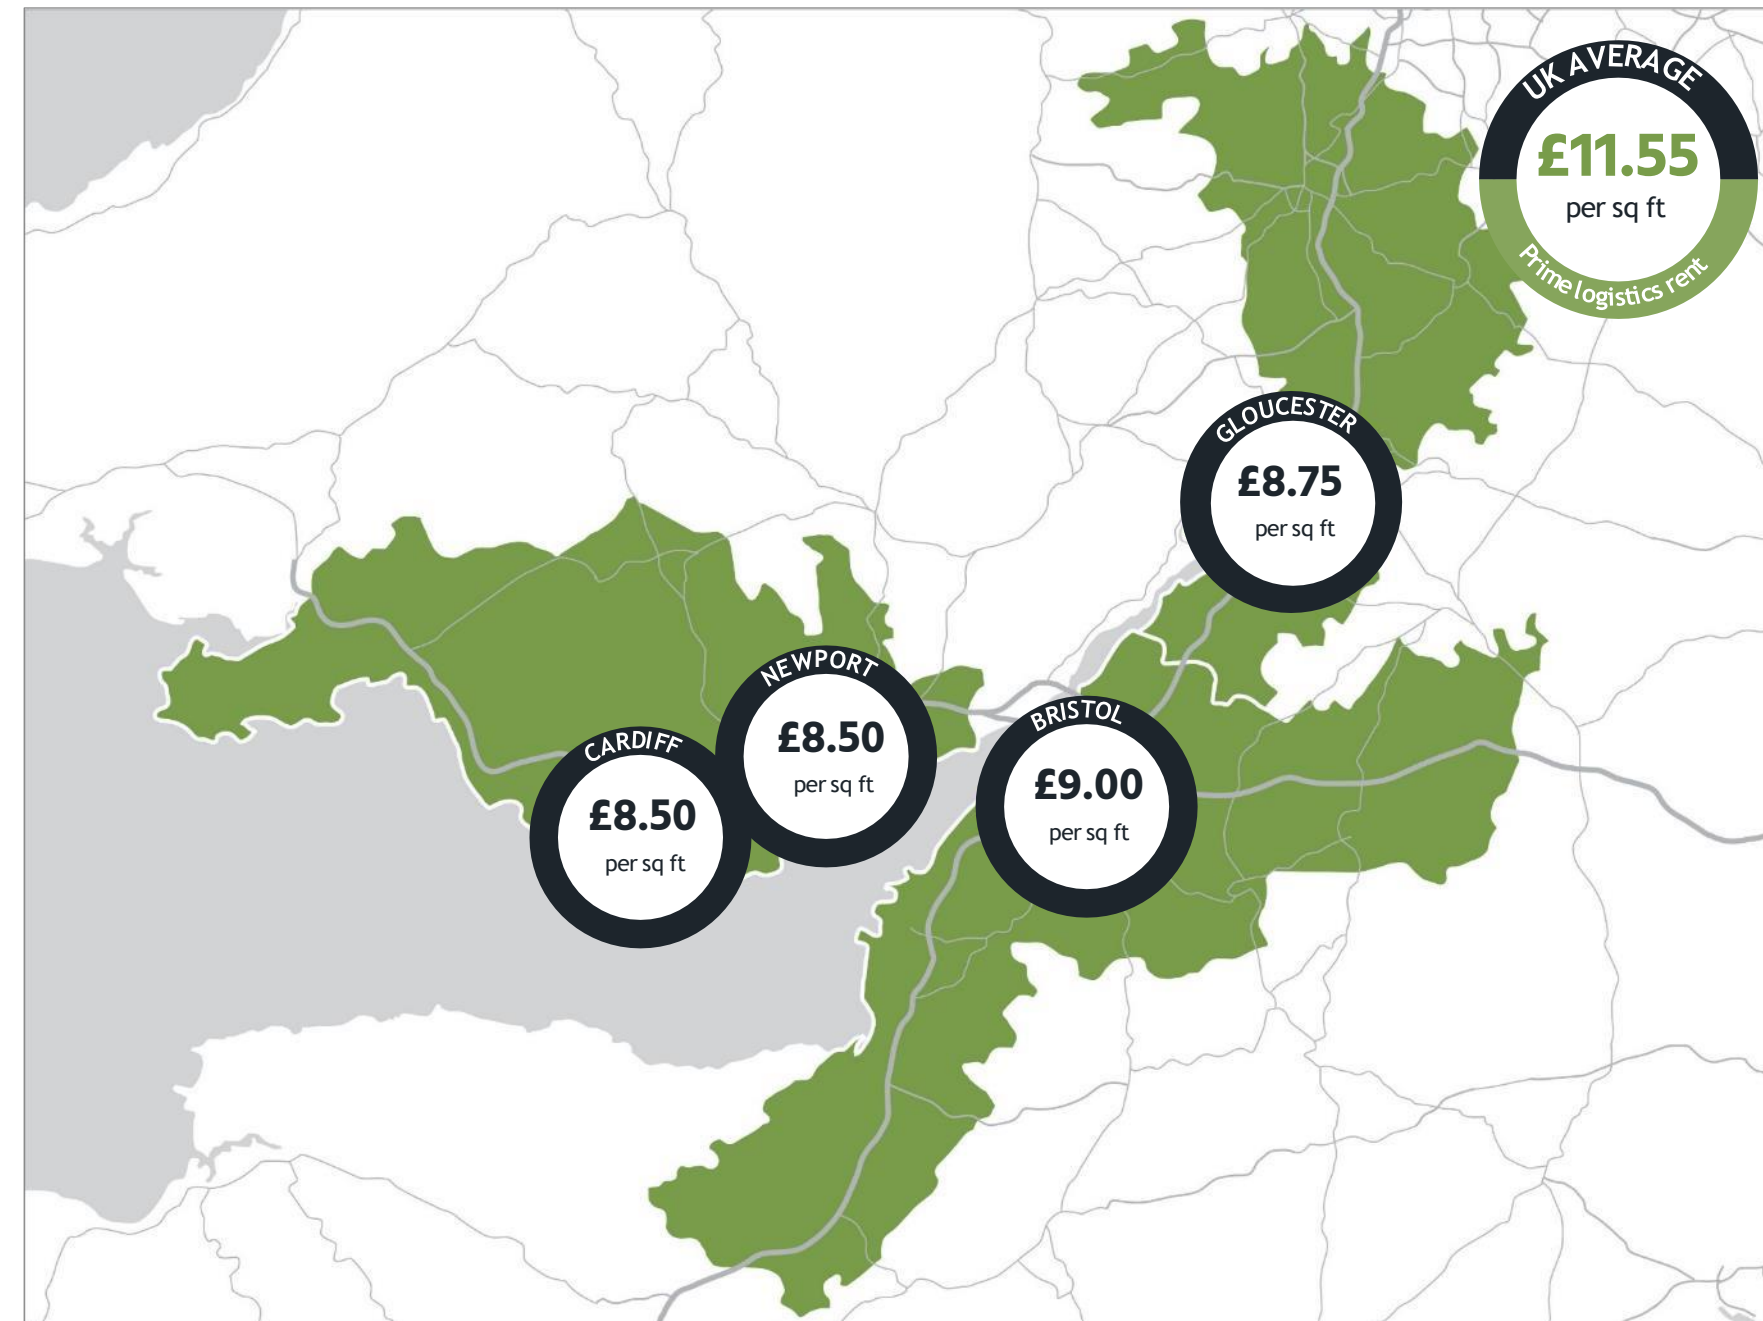 UK AVERAGE
£11.55
per sq ft
Prime logistics rent
GLOUCESTER
£8.75
per sq ft
NEWPORT
£8.50
per sq ft
BRISTOL
£9.00
per sq ft
CARDIFF
£8.50
per sq ft